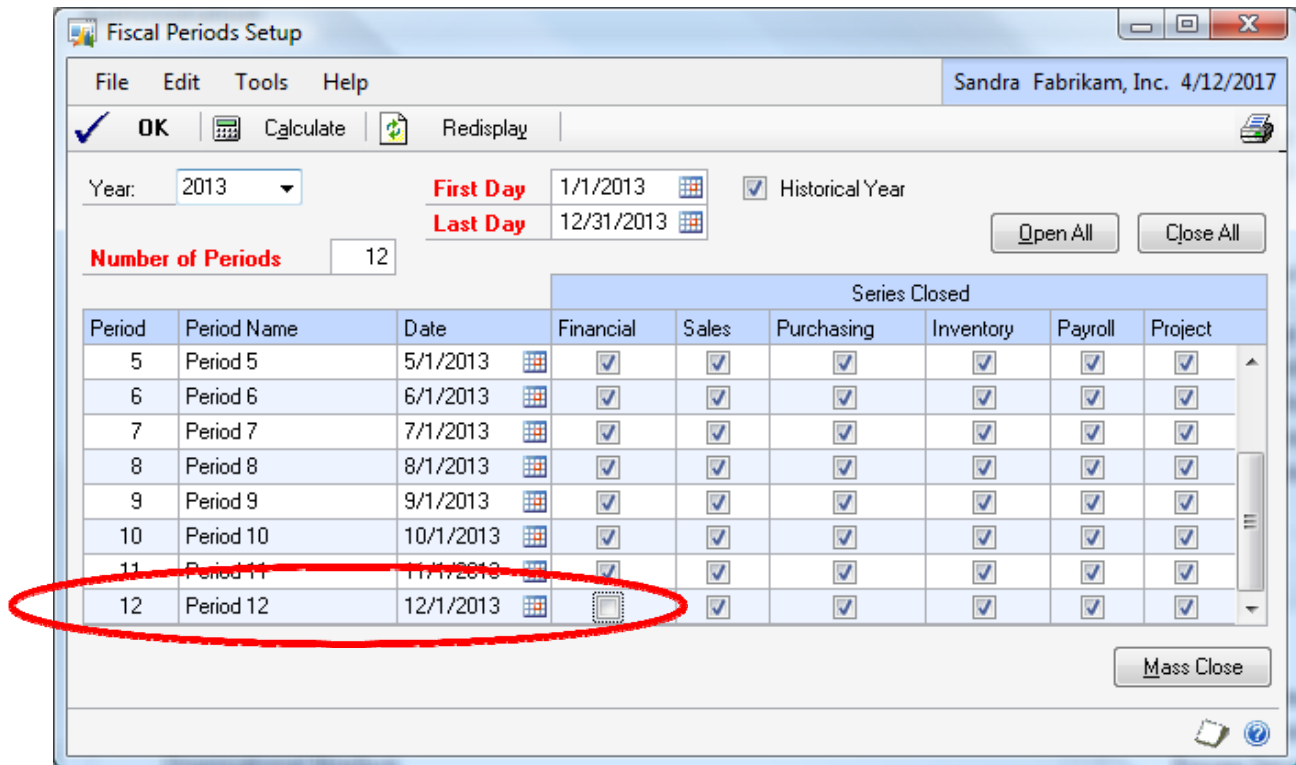 Fiscal Periods Setup
File Edit Tools Help Sandra Fabrikam, Inc. 4/12/2017
OK Calculate Redisplay
Year: 2013 First Day 1/1/2013 Historical Year
Last Day 12/31/2013 Open All Close All
Number of Periods 12
Series Closed
Period Period Name Date Financial Sales Purchasing Inventory Payroll Project
5 Period 5 5/1/2013
6 Period 6 6/1/2013
7 Period 7 7/1/2013
8 Period 8 8/1/2013
9 Period 9 9/1/2013
10 Period 10 10/1/2013
11 Period 11 11/1/2013
12 Period 12 12/1/2013
Mass Close